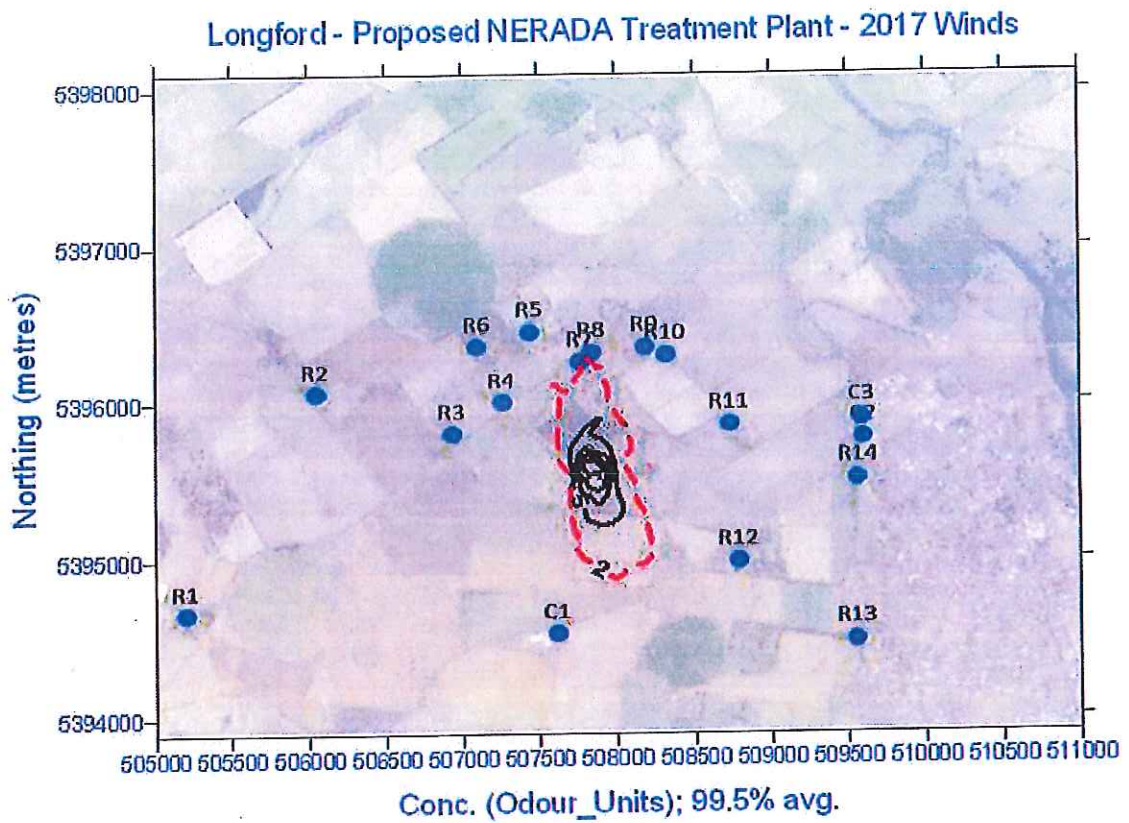 Longford - Proposed NERADA Treatment Plant - 2017 Winds
5398000
5397000
5396000
5395000
5394000
Northing (metres)
R5
R6
R8
R9
R10
R2
R4
R3
R11
C3
R14
R12
2
R1
C1
R13
505000 505500 506000 506500 507000 507500 508000 508500 509000 509500 510000 510500 511000
Conc. (Odour_Units); 99.5% avg.